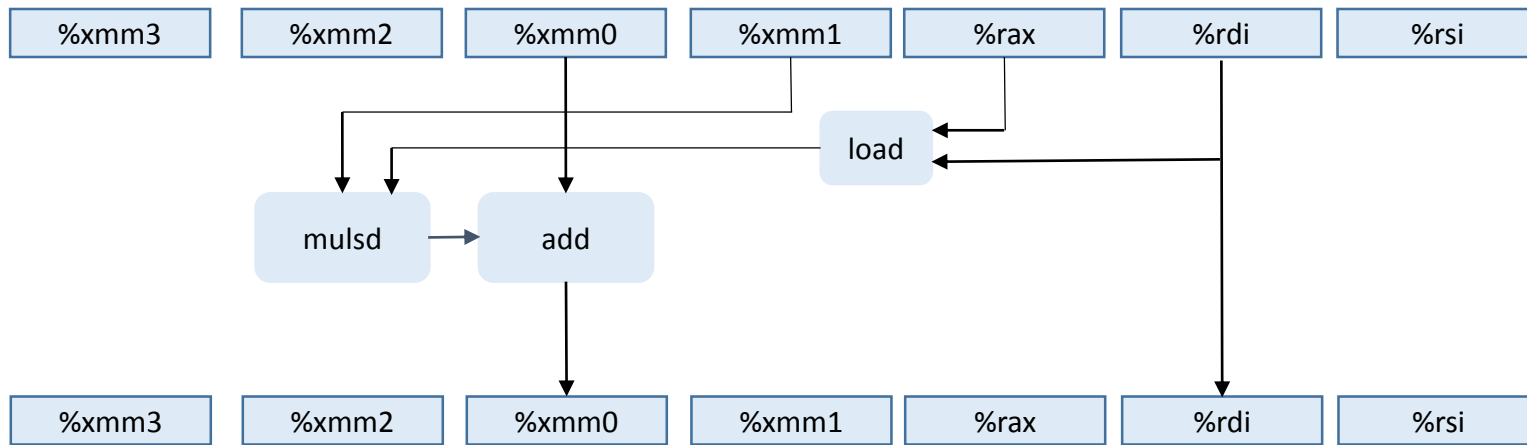 %xmm3 %xmm2 %xmm0 %xmm1 %rax %rdi %rsi
load
mulsd add
%xmm3 %xmm2 %xmm0 %xmm1 %rax %rdi %rsi